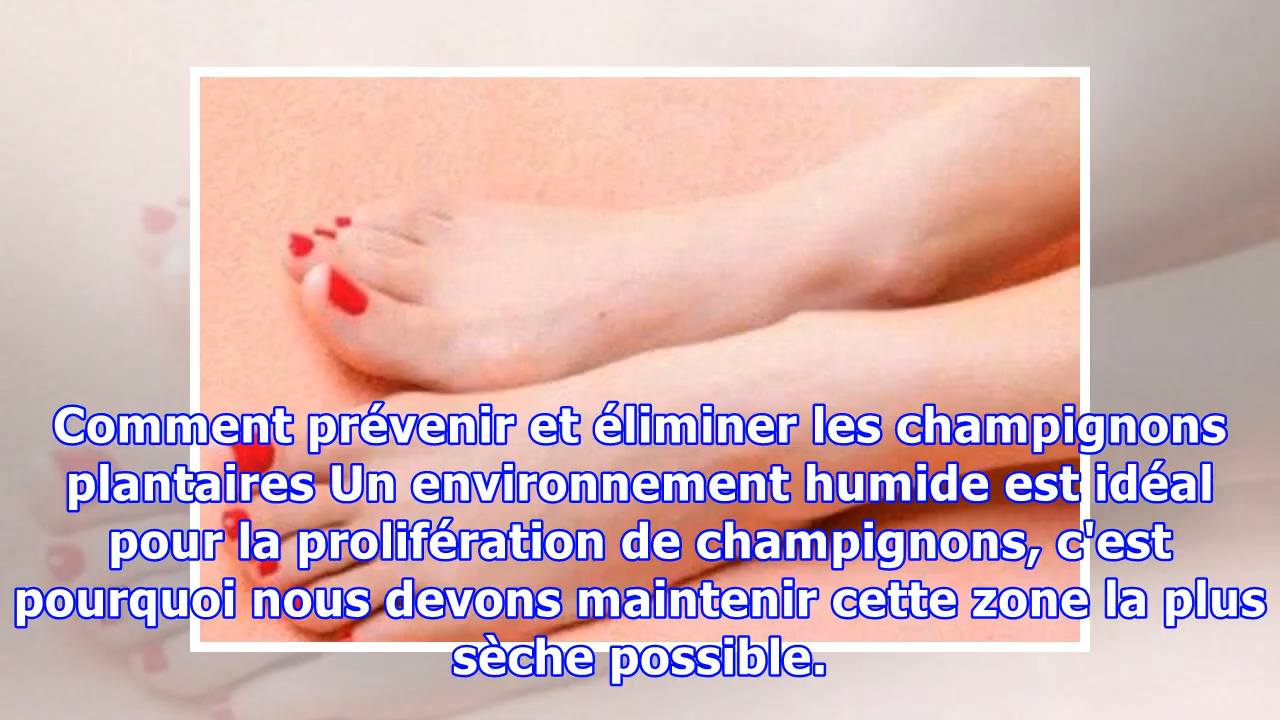 Comment prévenir et éliminer les champignons
plantaires Un environnement humide est idéal
pour la prolifération de champignons, c'est
pourquoi nous devons maintenir cette zone la plus
sèche possible.